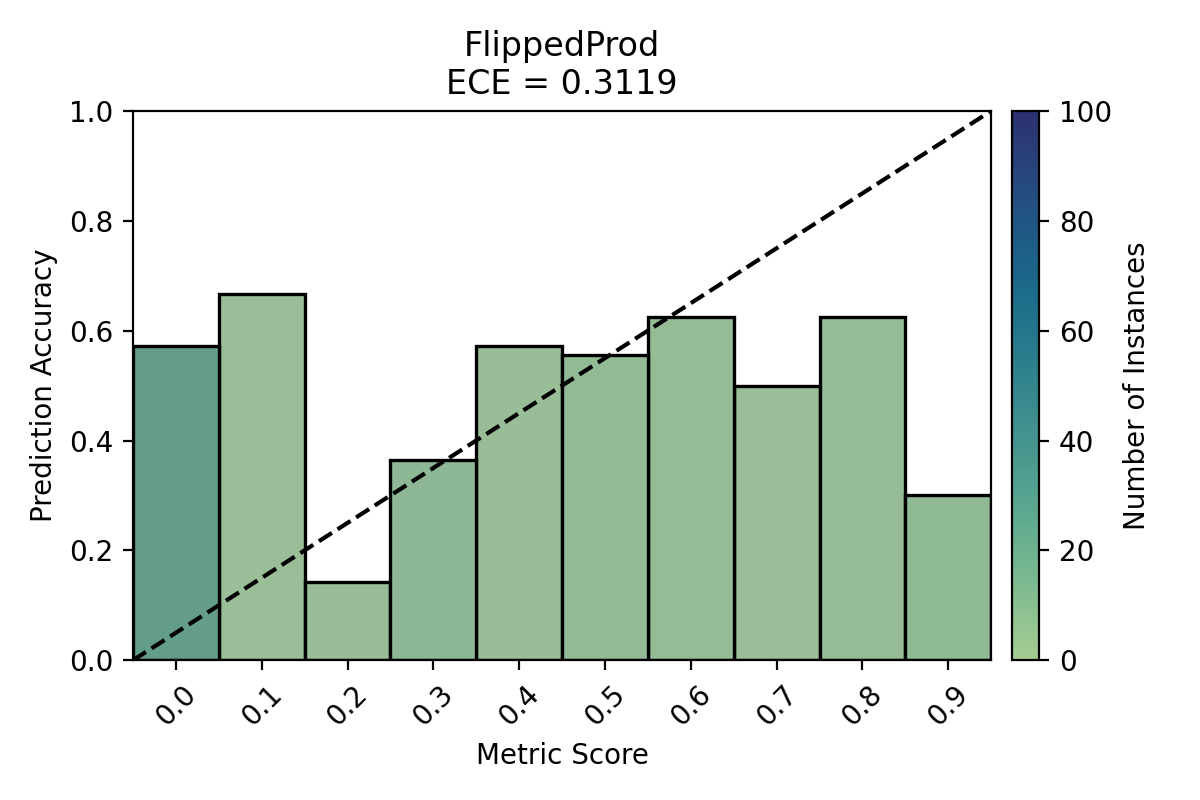 FlippedProd
ECE = 0.3119
1.0
0.8
0.6
0.4
0.2
0.0
Prediction Accuracy
0.0 0.1 0.2 0.3 0.4 0.5 0.6 0.7 0.8 0.9
Metric Score
100
80
60
40
20
0
Number of Instances